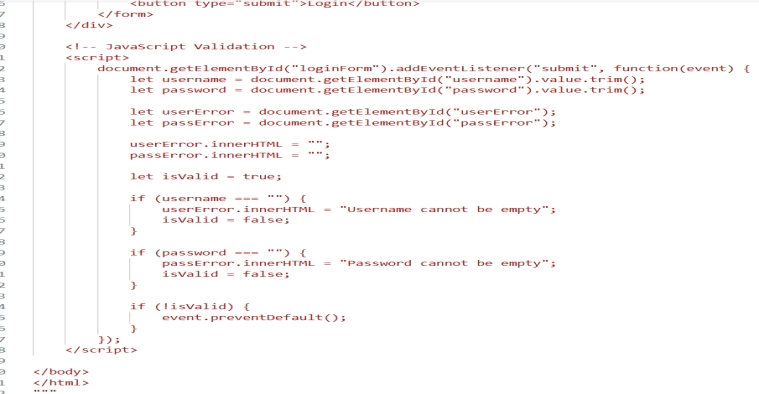 <button type="submit">Login</button>
</form>
</div>
<!-- JavaScript Validation -->
<script>
document.getElementById("loginForm").addEventListener("submit", function(event) {
let username = document.getElementById("username").value.trim();
let password = document.getElementById("password").value.trim();
let userError = document.getElementById("userError");
let passError = document.getElementById("passError");
userError.innerHTML = "";
passError.innerHTML = "";
let isValid = true;
if (username === "") {
userError.innerHTML = "Username cannot be empty";
isValid = false;
}
if (password === "") {
passError.innerHTML = "Password cannot be empty";
isValid = false;
}
if (!isValid) {
event.preventDefault();
}
});
</script>
</body>
</html>
"""